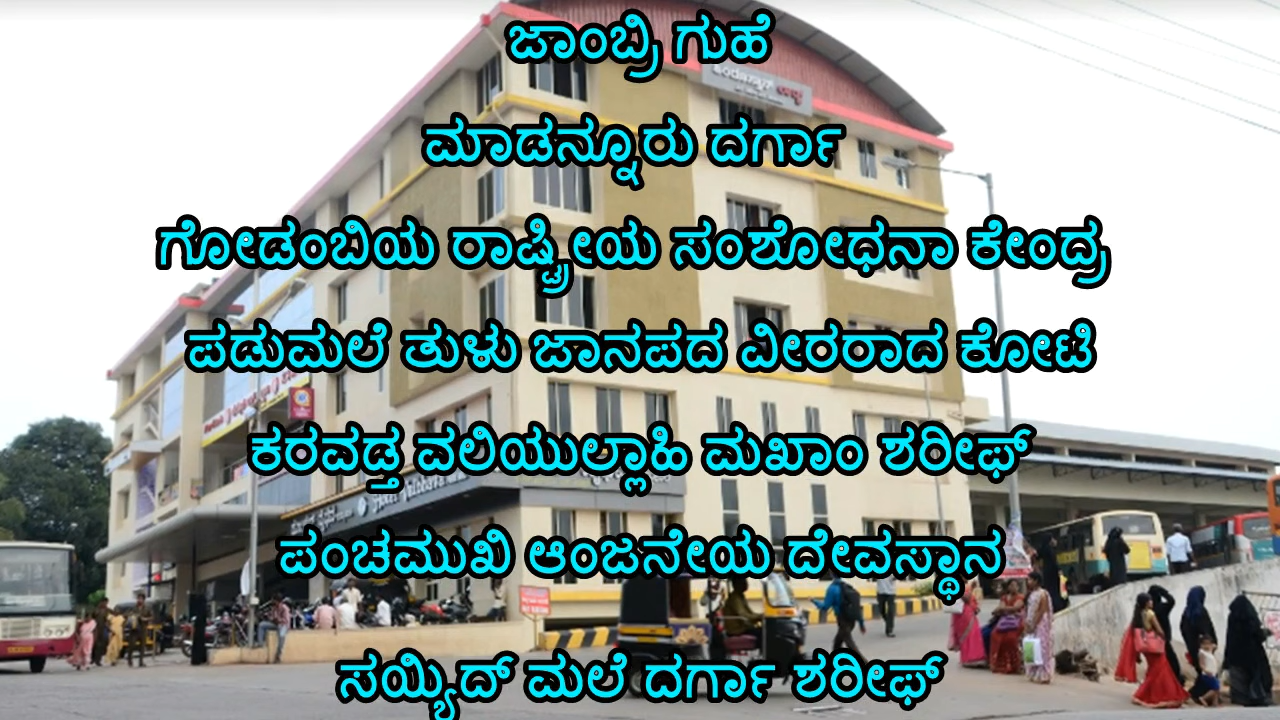 ಜಾಂಬ್ರಿ ಗುಹೆ
ಮಾಡನ್ನೂರು ದರ್ಗಾ
ಗೋಡಂಬಿಯ ರಾಷ್ಟ್ರೀಯ ಸಂಶೋಧನಾ ಕೇಂದ್ರ
ಪಡುಮಲೆ ತುಳು ಜಾನಪದ ವೀರರಾದ ಕೋಟಿ
ಕರವಡ್ತ ವಲಿಯುಲ್ಲಾಹಿ ಮಖಾಂ ಶರೀಫ್
ಪಂಚಮುಖಿ ಆಂಜನೇಯ ದೇವಸ್ಥಾನ
ಸಯ್ಯಿದ್ ಮಲೆ ದರ್ಗಾ ಶರೀಫ್